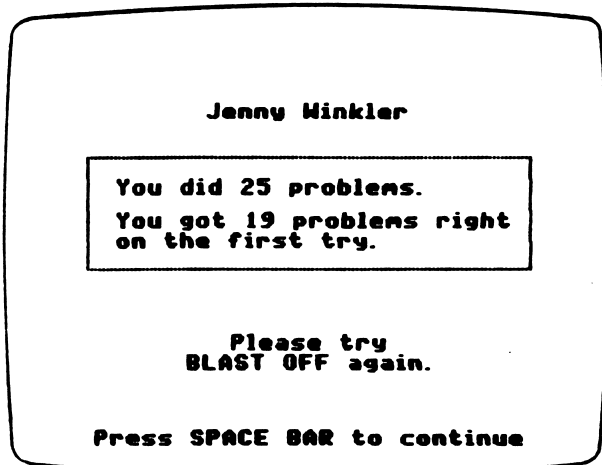 Jenny Winkler
You did 25 problems.
You got 19 problems right
on the first try.
Please try
BLAST OFF again.
Press SPACE BAR to continue